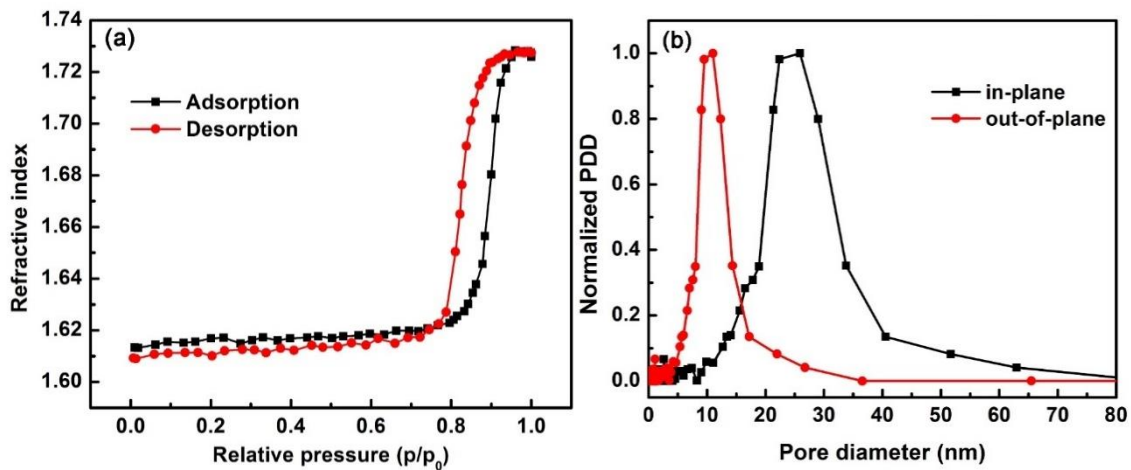 (a)
Adsorption
Desorption
Refractive index
1.74
1.72
1.70
1.68
1.66
1.64
1.62
1.60
0.0 0.2 0.4 0.6 0.8 1.0
Relative pressure (p/p0)
(b)
in-plane
out-of-plane
Normalized PDD
1.0
0.8
0.6
0.4
0.2
0.0
0 10 20 30 40 50 60 70 80
Pore diameter (nm)